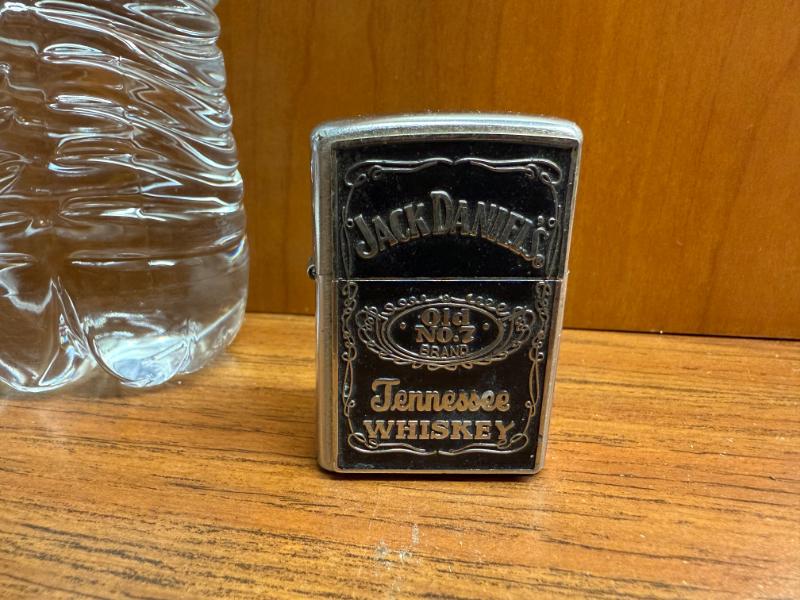 JACK DANIEL'S
Old
NO.7
BRAND
Tennessee
WHISKEY